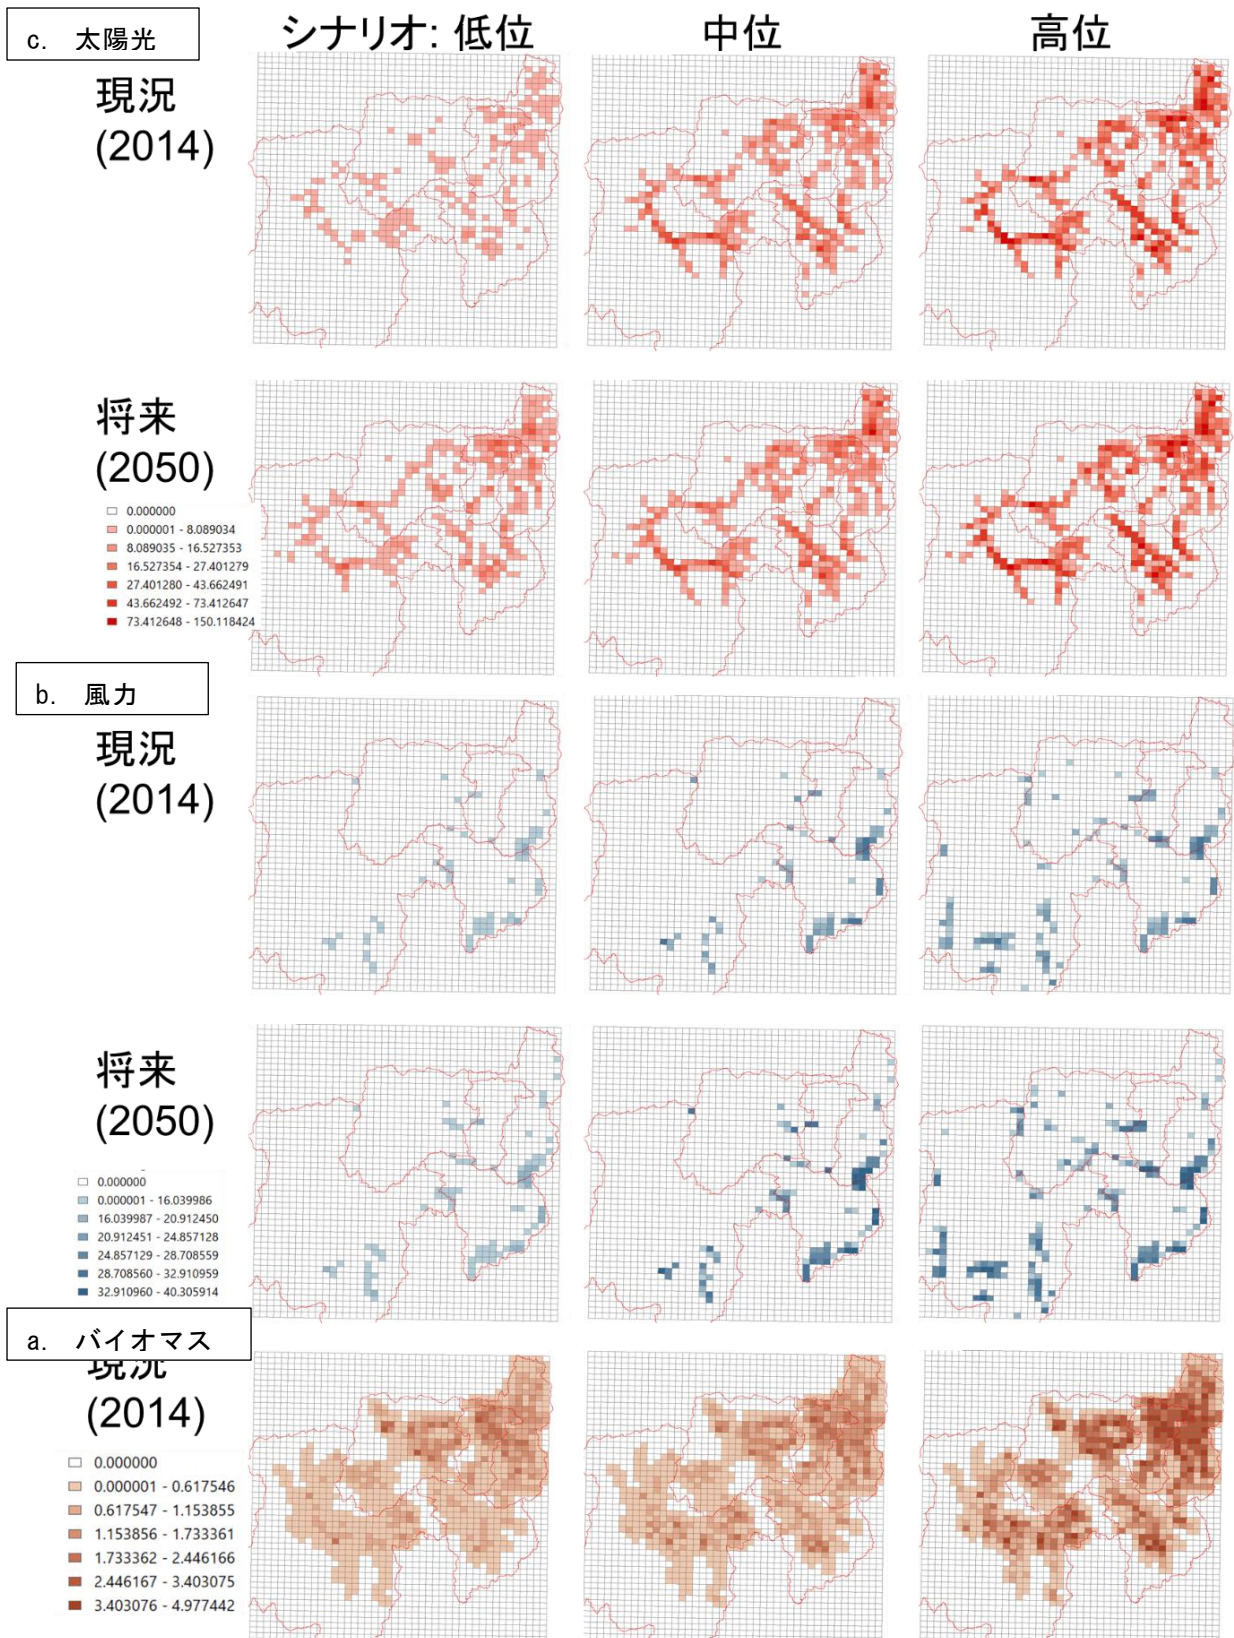 c. 太陽光
シナリオ: 低位 中位 高位
現況
(2014)
将来
(2050)
0.000000
0.000001 - 8.089034
8.089035 - 16.527353
16.527354 - 27.401279
27.401280 - 43.662491
43.662492 - 73.412647
73.412648 - 150.118424
b. 風力
現況
(2014)
将来
(2050)
0.000000
0.000001 - 16.039986
16.039987 - 20.912450
20.912451 - 24.857128
24.857129 - 28.708559
28.708560 - 32.910959
32.910960 - 40.305914
a. バイオマス
現況
(2014)
0.000000
0.000001 - 0.617546
0.617547 - 1.153855
1.153856 - 1.733361
1.733362 - 2.446166
2.446167 - 3.403075
3.403076 - 4.977442